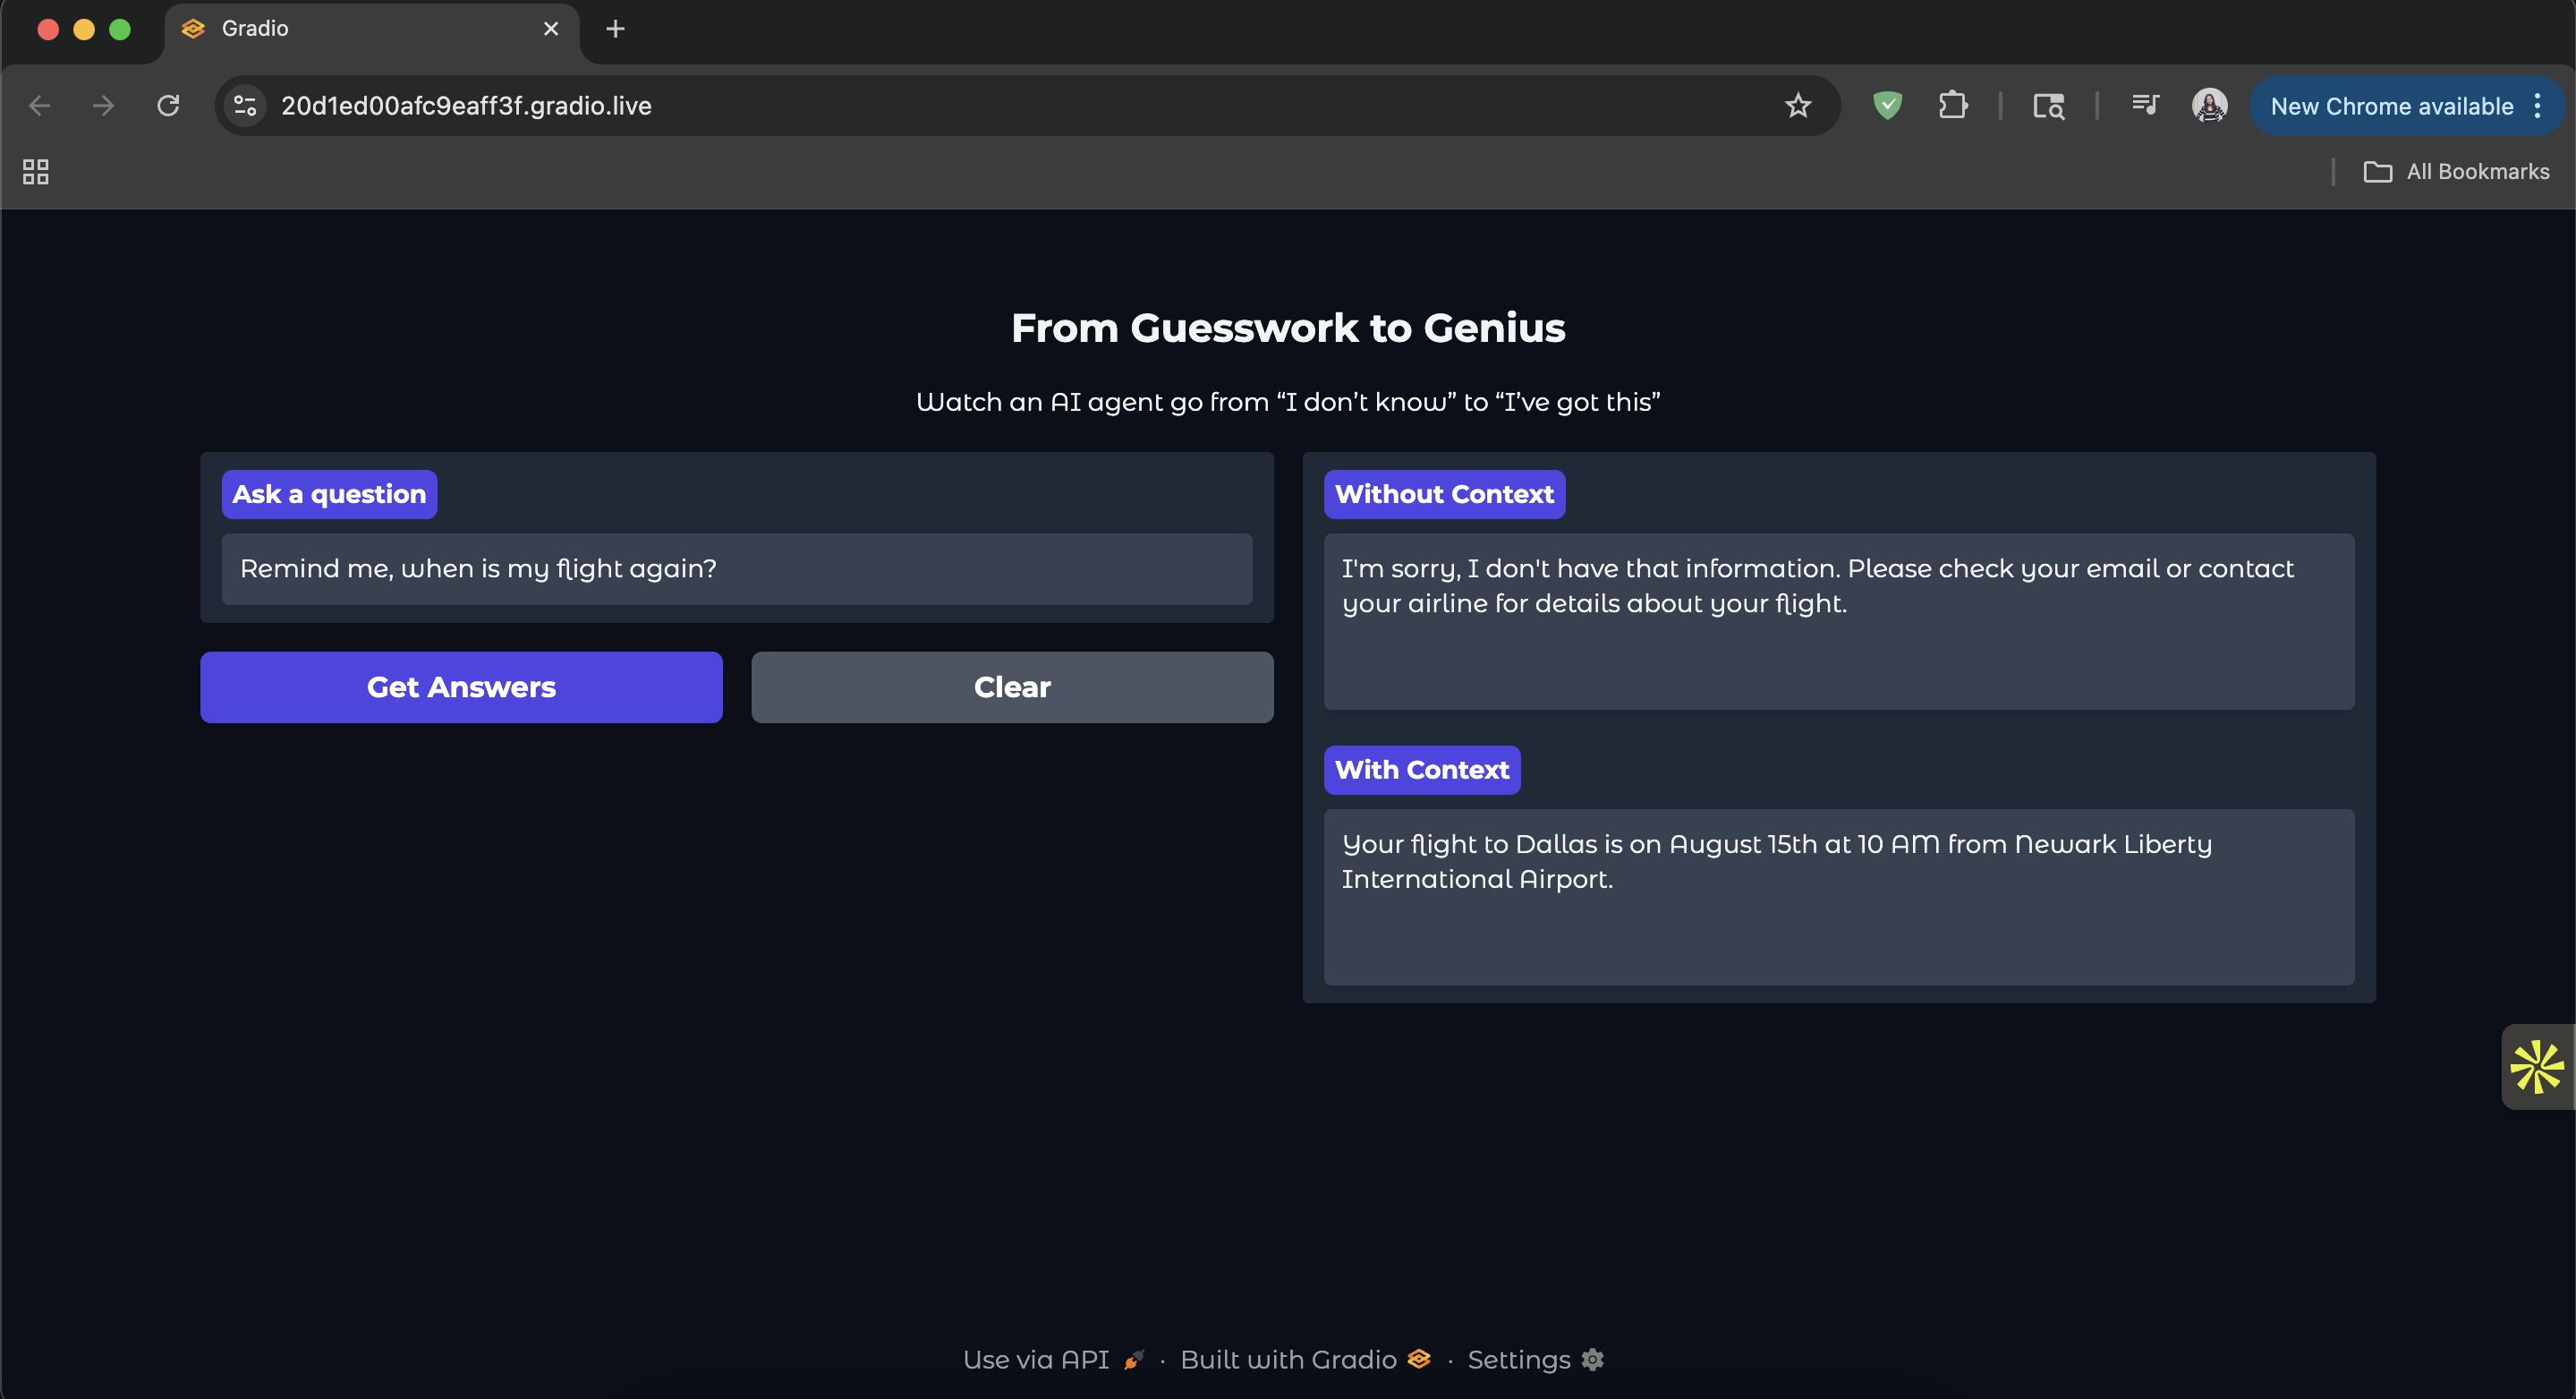 Gradio
20d1ed00afc9eaff3f.gradio.live
New Chrome available
All Bookmarks
From Guesswork to Genius
Watch an AI agent go from “I don’t know” to “I’ve got this”
Ask a question
Remind me, when is my flight again?
Get Answers
Clear
Without Context
I'm sorry, I don't have that information. Please check your email or contact
your airline for details about your flight.
With Context
Your flight to Dallas is on August 15th at 10 AM from Newark Liberty
International Airport.
Use via API · Built with Gradio · Settings